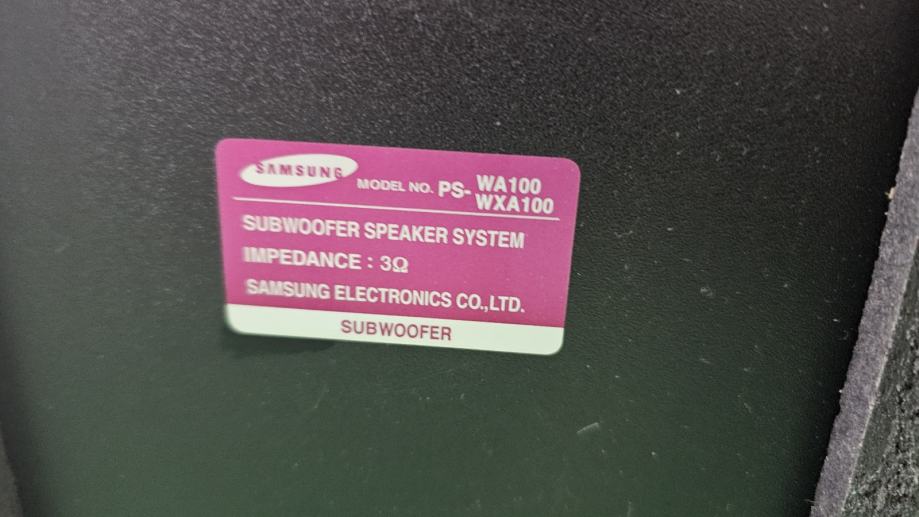 SAMSUNG
MODEL NO. PS- WA100
WXA100
SUBWOOFER SPEAKER SYSTEM
IMPEDANCE : 3Ω
SAMSUNG ELECTRONICS CO.,LTD.
SUBWOOFER